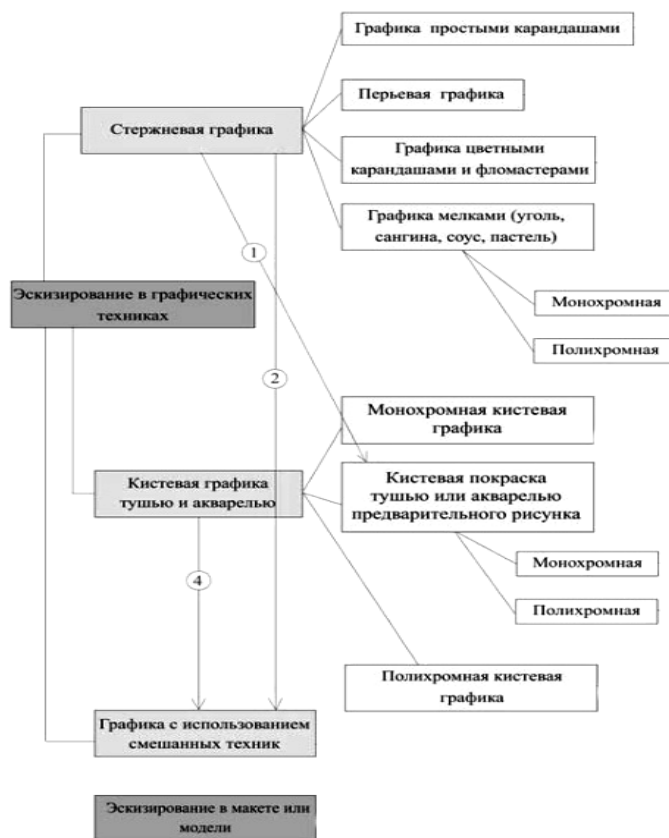 Графика простыми карандашами
Перьевая графика
Стержневая графика
Графика цветными
карандашами и фломастерами
Графика мелками (уголь,
сангина, соус, пастель)
1
Монохромная
Эскизирование в графических
техниках
Полихромная
2
Монохромная кистевая
графика
Кистевая графика
тушью и акварелью
Кистевая покраска
тушью или акварелью
предварительного рисунка
Монохромная
4
Полихромная
Полихромная кистевая
графика
Графика с использованием
смешанных техник
Эскизирование в макете или
модели